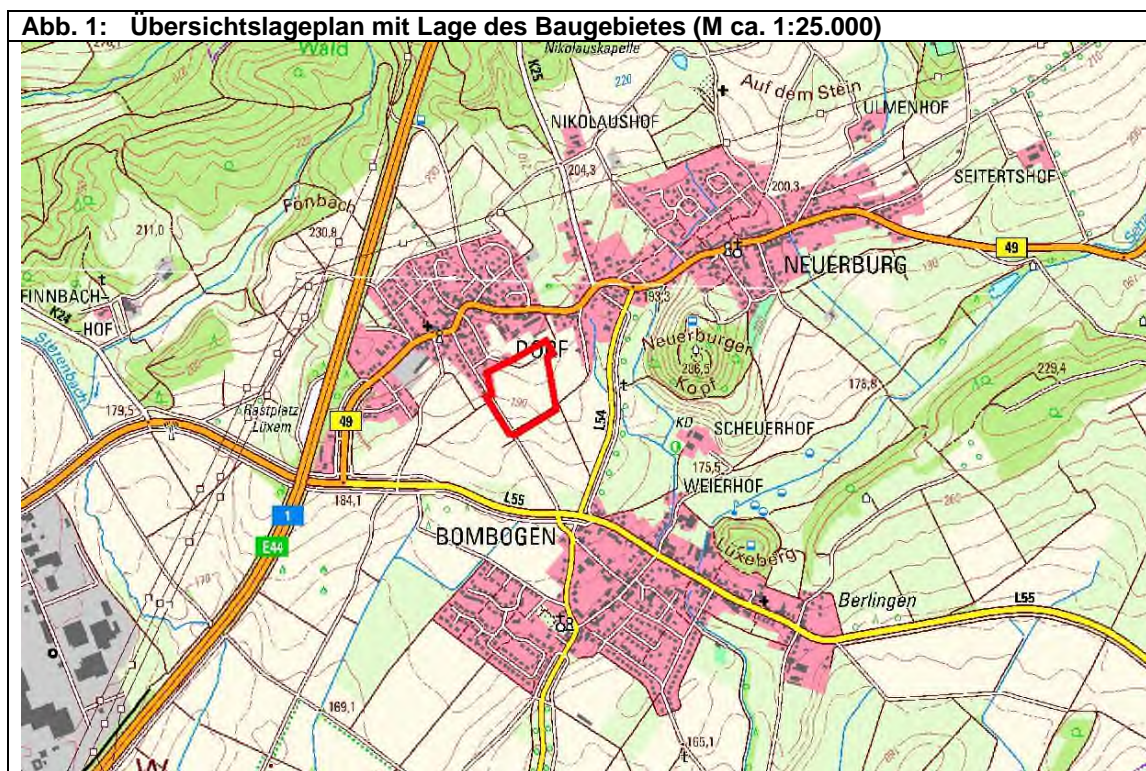 Abb. 1: Übersichtslageplan mit Lage des Baugebietes (M ca. 1:25.000)
Wald
Nikolauskapelle
K25
220
Auf dem Stein
ULMENHOF
210
NIKOLAUSHOF
204,3
200,3
SEITERTSHOF
Fönbach
211,0
230,8
49
NEUERBURG
FINNBACH-
HOF
K24
193,3
DORF
Neuerburger
Kopf
229,4
178,8
179,5
Rastplatz
Lüxem
190
L54
49
KD
SCHEUERHOF
175,5
WEIERHOF
184,1
L55
1
E44
BOMBOGEN
Lüxeberg
170
Berlingen
L55
169,1
165,1
W